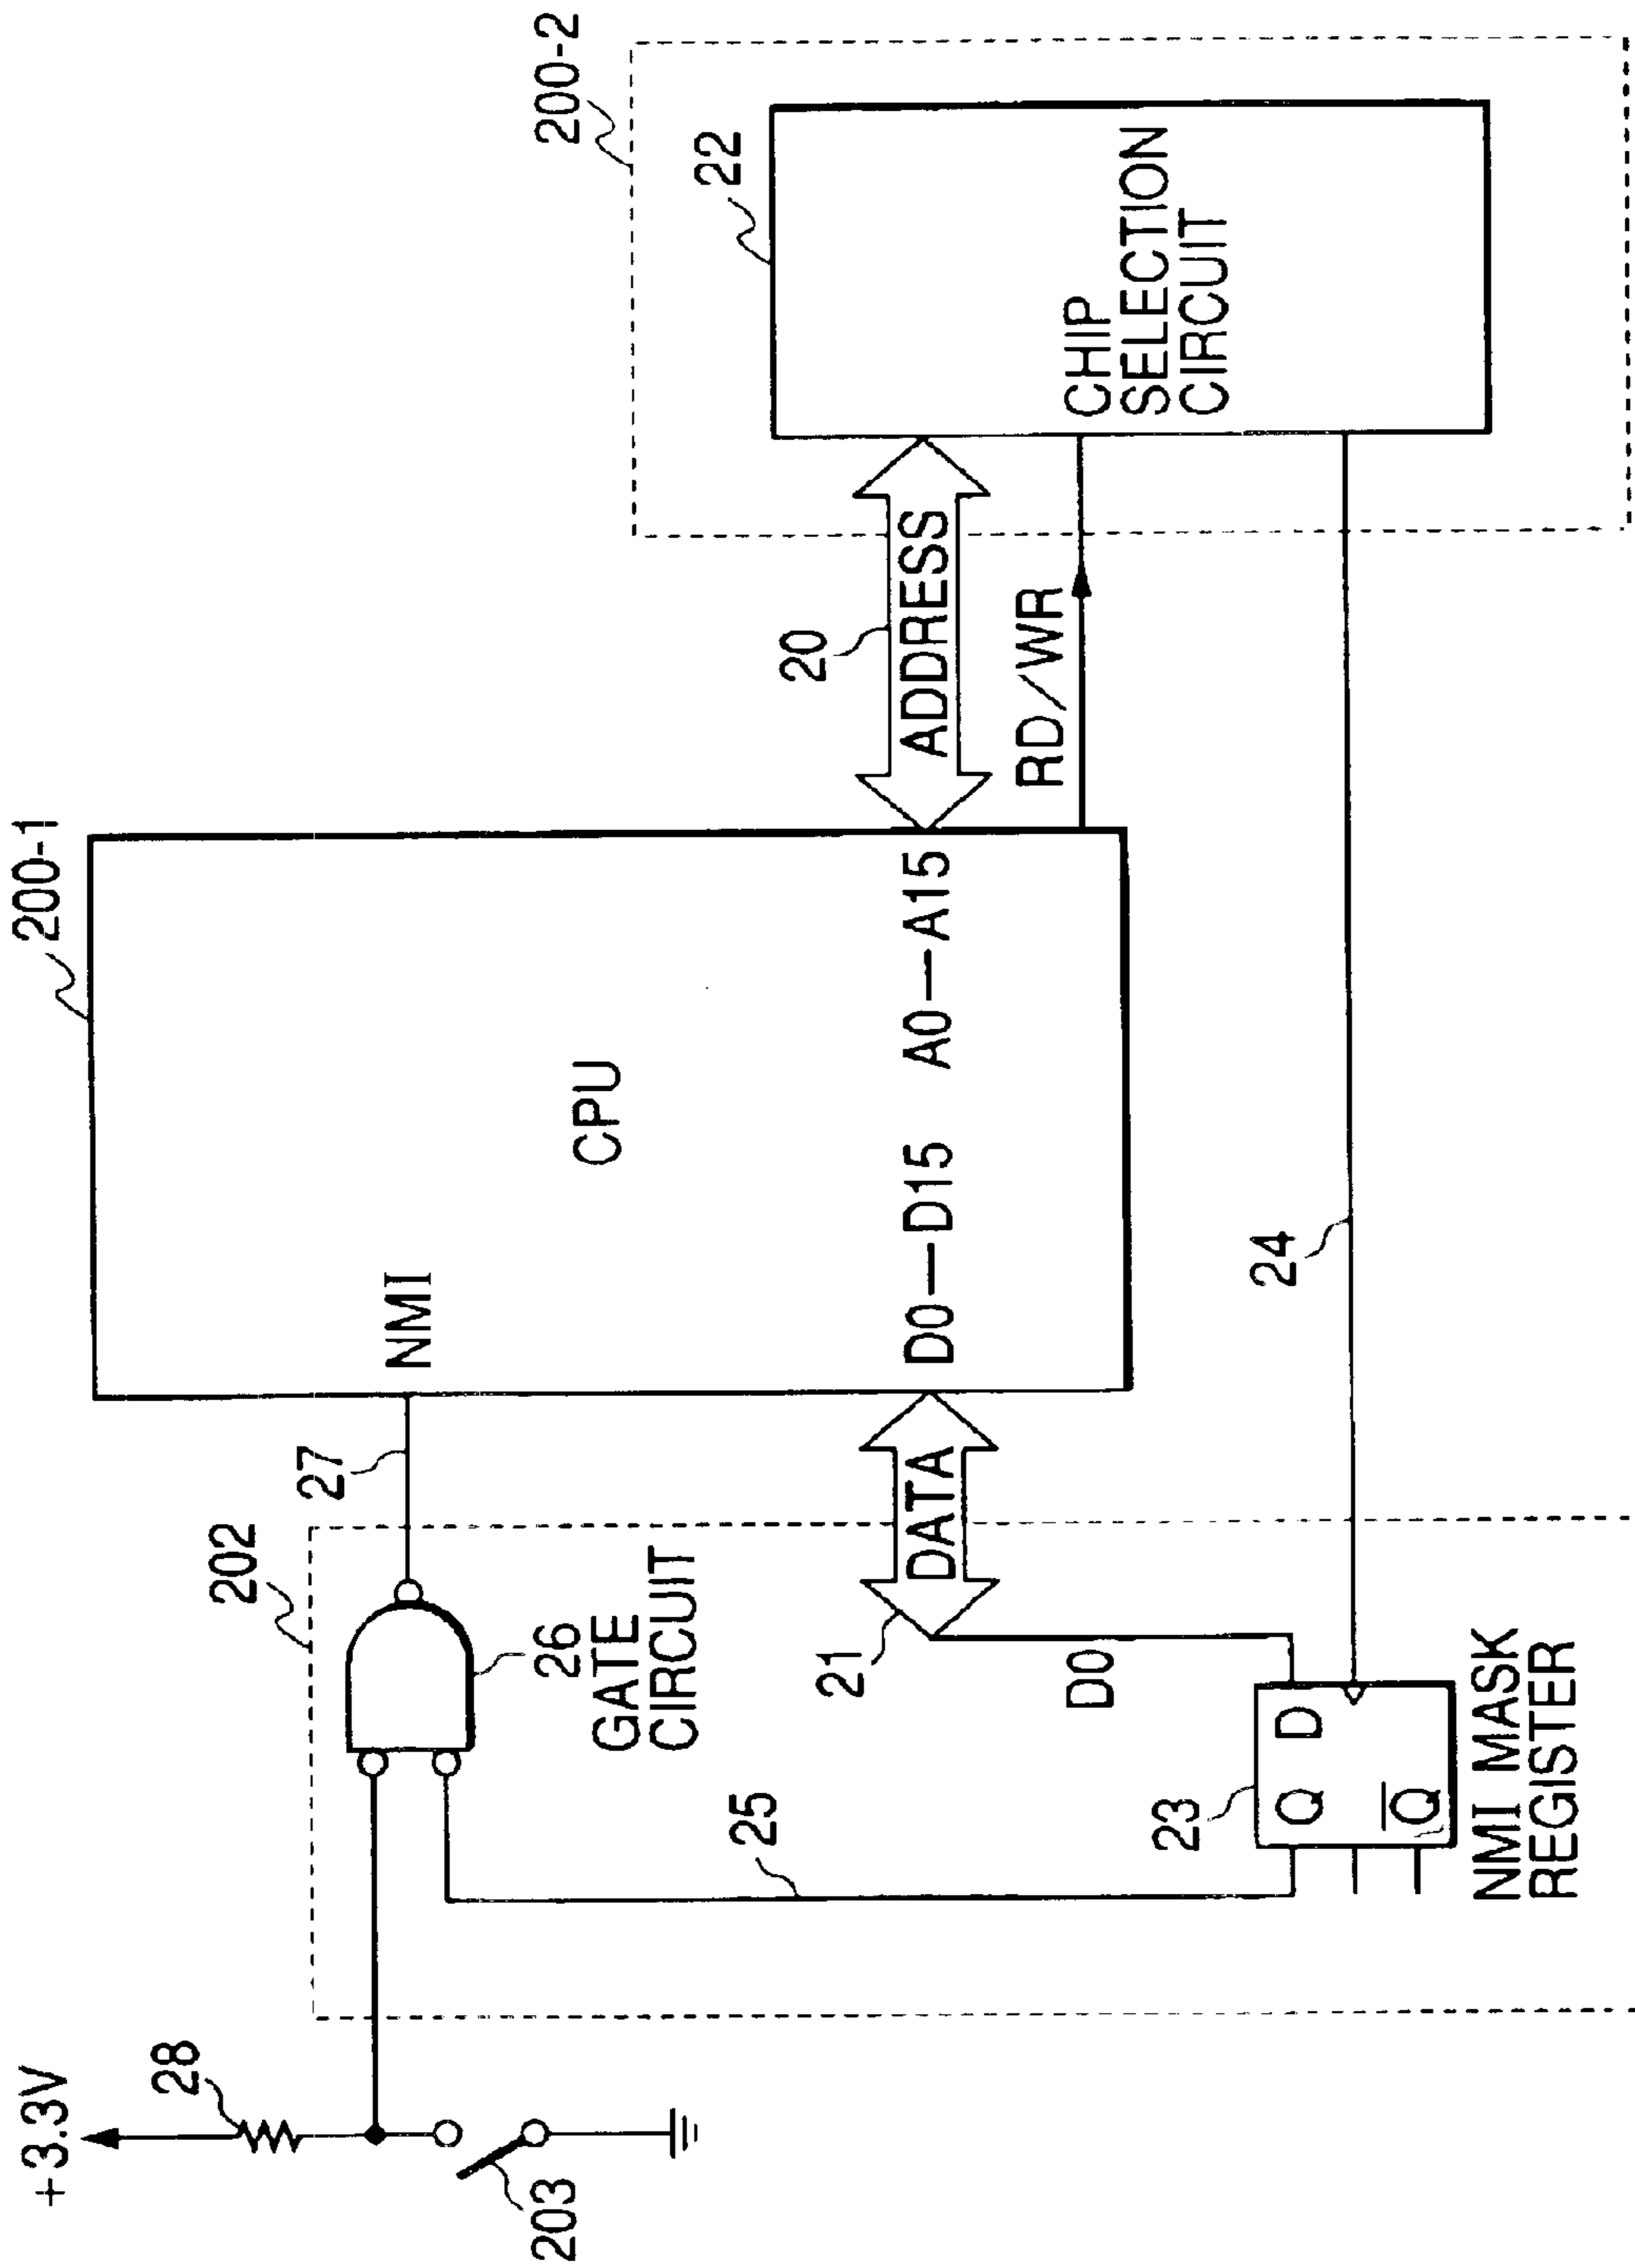 +3.3V
28
203
202
27
26
GATE
CIRCUIT
25
21
DATA
D0
23
Q D
Q̅
NMI MASK
REGISTER
200-1
NMI
CPU
D0—D15 A0—A15
24
20
ADDRESS
RD/WR
200-2
22
CHIP
SELECTION
CIRCUIT